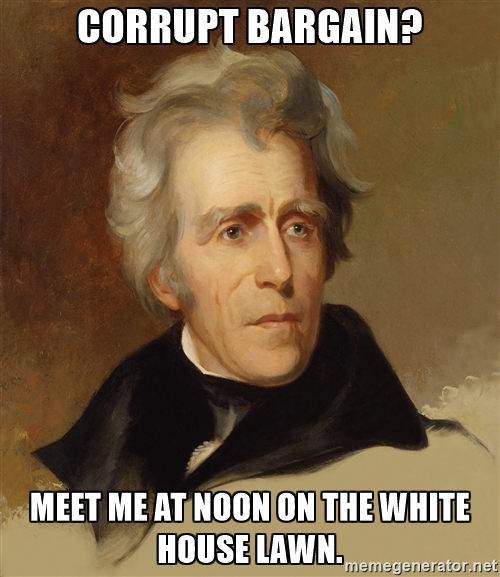 CORRUPT BARGAIN?
MEET ME AT NOON ON THE WHITE
HOUSE LAWN.
memegenerator.net